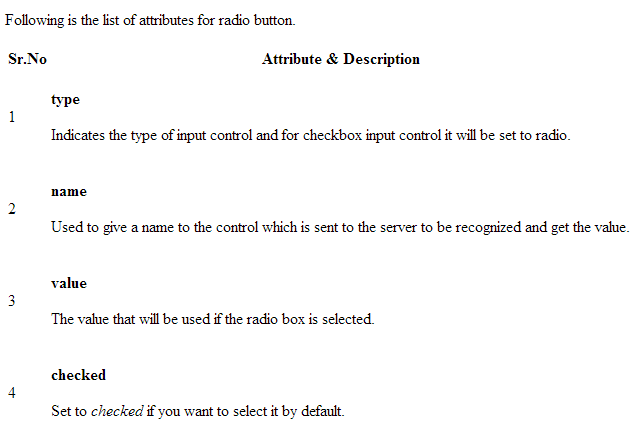 Following is the list of attributes for radio button.
Sr.No Attribute & Description
1
type
Indicates the type of input control and for checkbox input control it will be set to radio.
2
name
Used to give a name to the control which is sent to the server to be recognized and get the value.
3
value
The value that will be used if the radio box is selected.
4
checked
Set to checked if you want to select it by default.